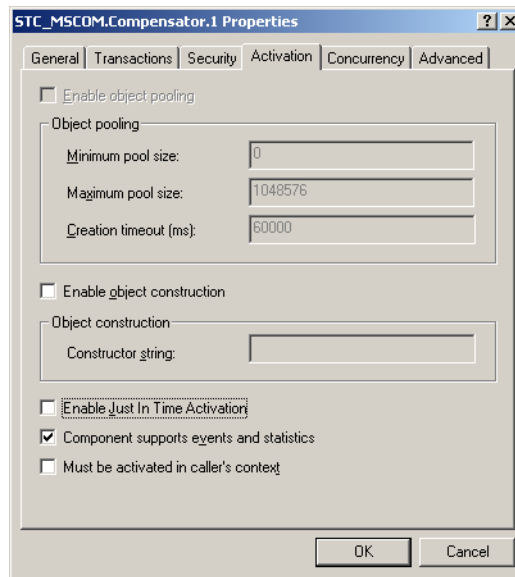 STC_MSCOM.Compensator.1 Properties
General Transactions Security Activation Concurrency Advanced
Enable object pooling
Object pooling
Minimum pool size: 0
Maximum pool size: 1048576
Creation timeout (ms): 60000
Enable object construction
Object construction
Constructor string:
Enable Just In Time Activation
Component supports events and statistics
Must be activated in caller's context
OK Cancel